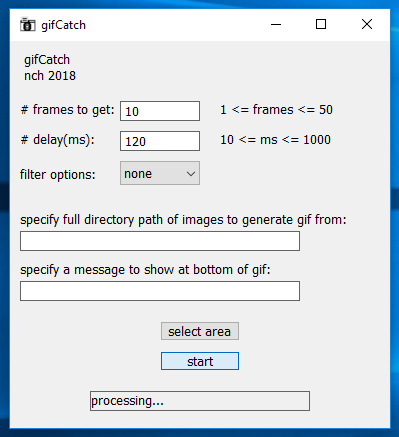 gifCatch
gifCatch
nch 2018
# frames to get: 10 1 <= frames <= 50
# delay(ms): 120 10 <= ms <= 1000
filter options: none
specify full directory path of images to generate gif from:
specify a message to show at bottom of gif:
select area
start
processing...